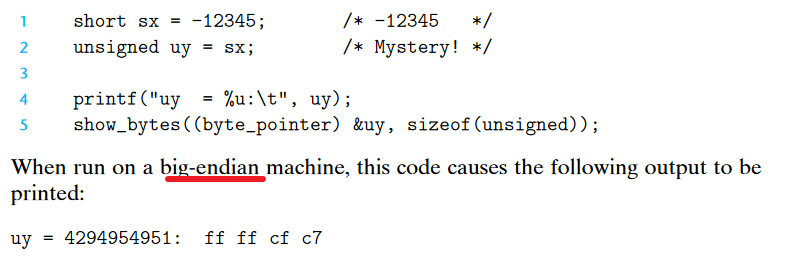 1 short sx = -12345; /* -12345 */
2 unsigned uy = sx; /* Mystery! */
3
4 printf("uy = %u:\t", uy);
5 show_bytes((byte_pointer) &uy, sizeof(unsigned));
When run on a big-endian machine, this code causes the following output to be
printed:
uy = 4294954951: ff ff cf c7